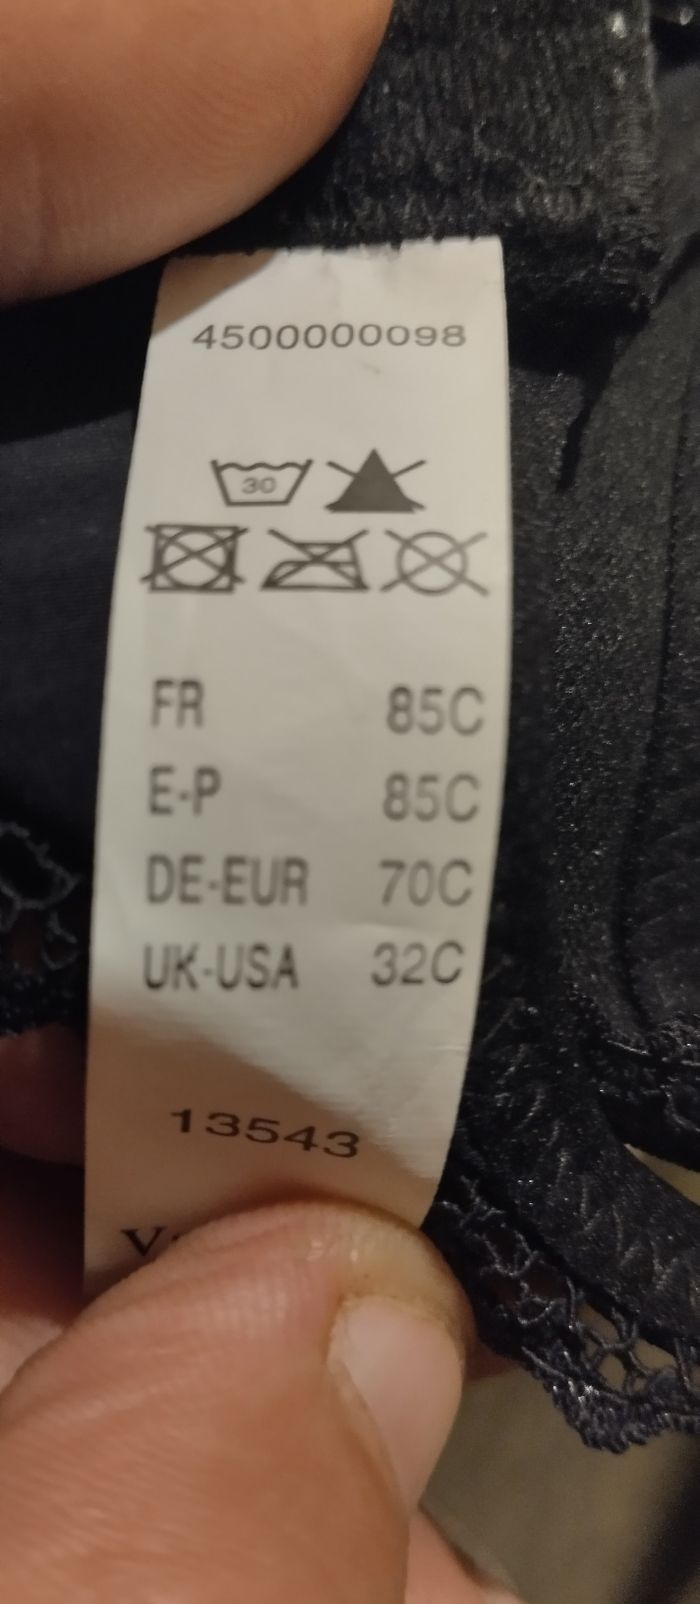 4500000098
30
FR 85C
E-P 85C
DE-EUR 70C
UK-USA 32C
13543